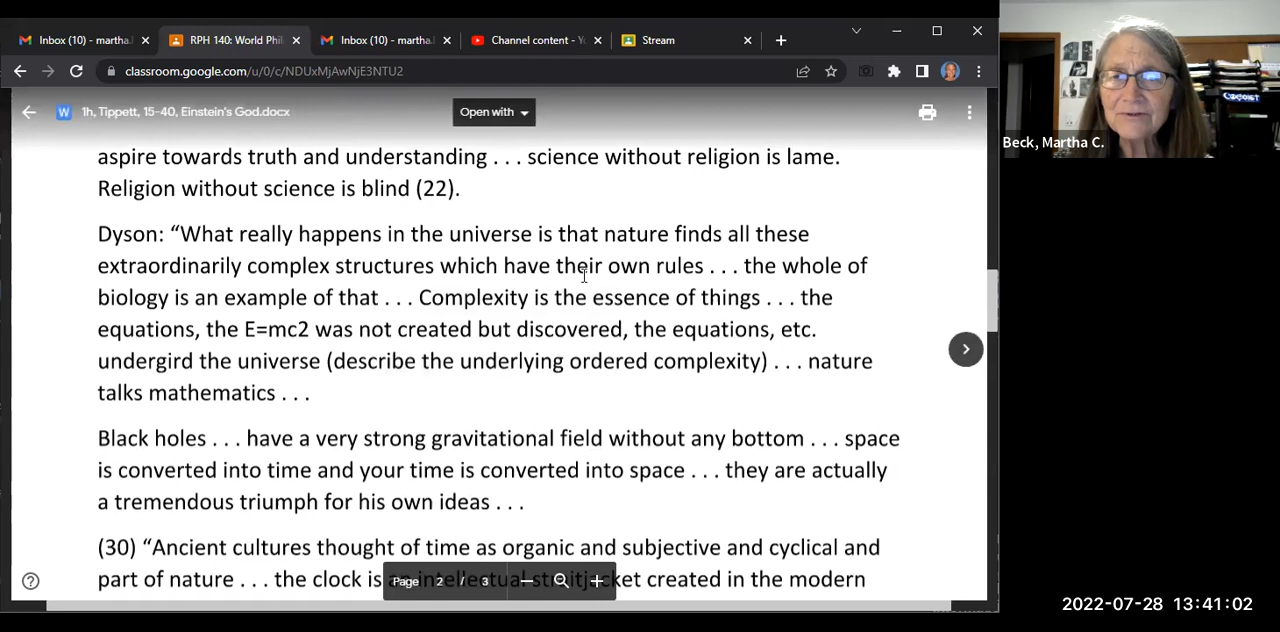 Inbox (10) - martha.
RPH 140: World Phi
Inbox (10) - martha.
Channel content - Y
Stream
classroom.google.com/u/0/c/NDUxMjAwNjE3NTU2
W 1h, Tippett, 15-40, Einstein's God.docx
Open with
aspire towards truth and understanding . . . science without religion is lame.
Religion without science is blind (22).
Dyson: “What really happens in the universe is that nature finds all these
extraordinarily complex structures which have their own rules . . . the whole of
biology is an example of that . . . Complexity is the essence of things . . . the
equations, the E=mc2 was not created but discovered, the equations, etc.
undergird the universe (describe the underlying ordered complexity) . . . nature
talks mathematics . . .
Black holes . . . have a very strong gravitational field without any bottom . . . space
is converted into time and your time is converted into space . . . they are actually
a tremendous triumph for his own ideas . . .
(30) “Ancient cultures thought of time as organic and subjective and cyclical and
part of nature . . . the clock is an intellectual straitjacket created in the modern
Page 2 / 3
Beck, Martha C.
2022-07-28 13:41:02